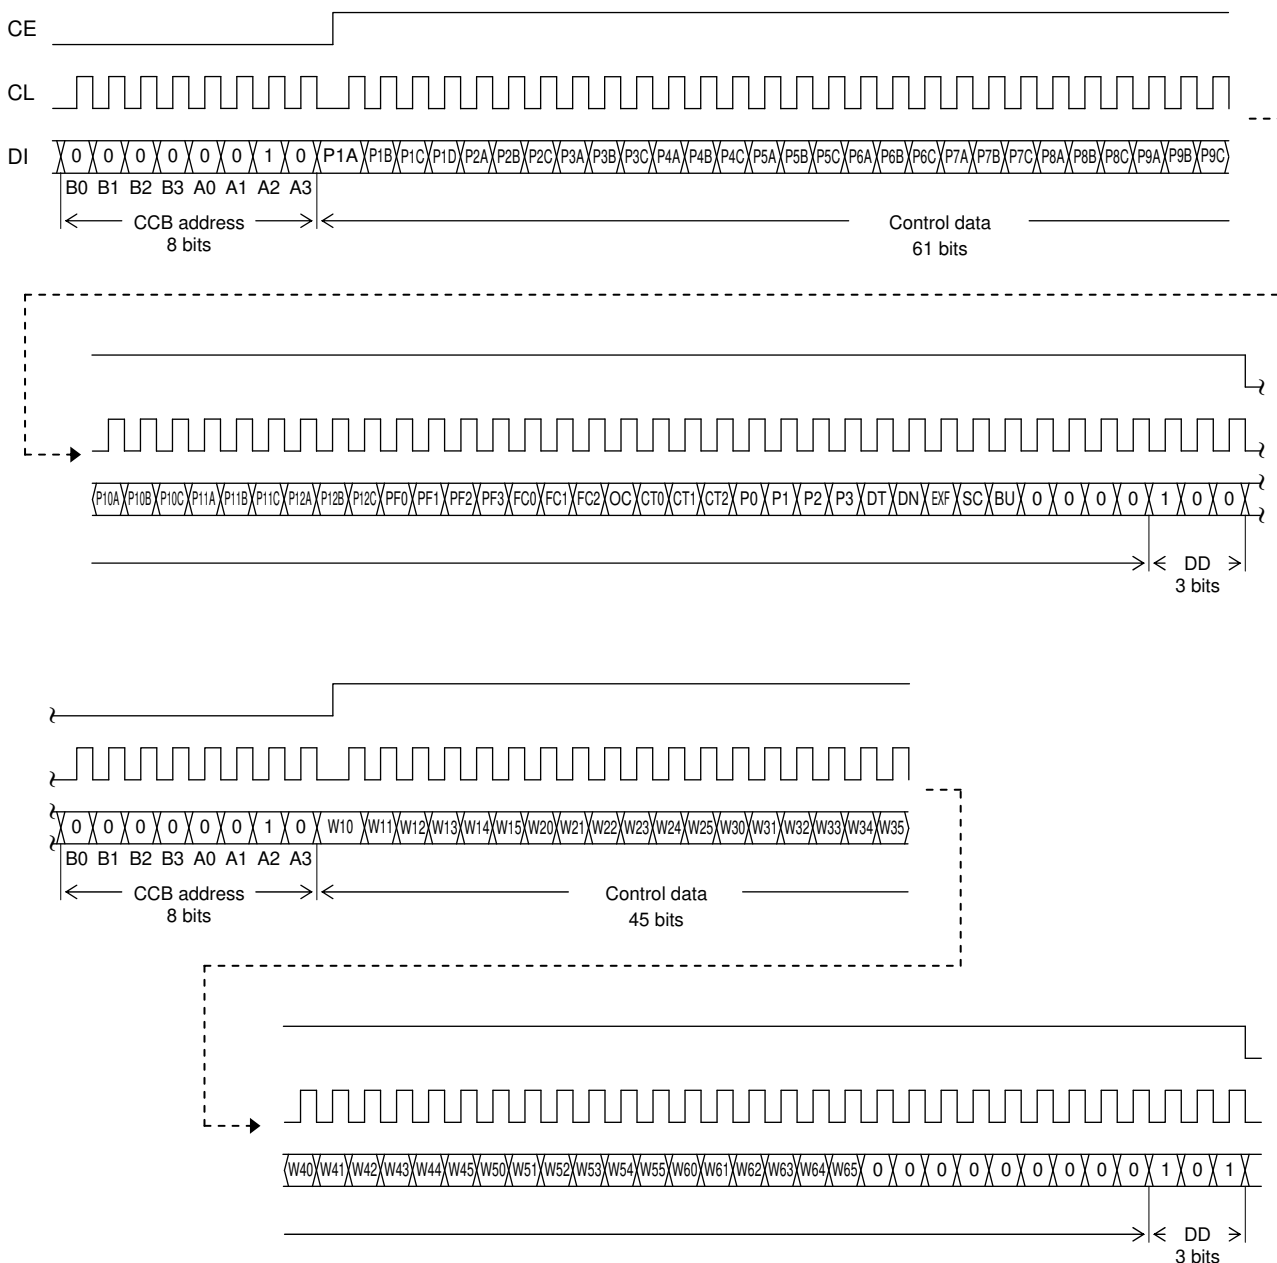 CE
CL
DI 0 0 0 0 0 0 1 0 P1A P1B P1C P1D P2A P2B P2C P3A P3B P3C P4A P4B P4C P5A P5B P5C P6A P6B P6C P7A P7B P7C P8A P8B P8C P9A P9B P9C
B0 B1 B2 B3 A0 A1 A2 A3
CCB address
8 bits
Control data
61 bits
P10A P10B P10C P11A P11B P11C P12A P12B P12C PF0 PF1 PF2 PF3 FC0 FC1 FC2 OC CT0 CT1 CT2 P0 P1 P2 P3 DT DN EXF SC BU 0 0 0 0 1 0 0
DD
3 bits
0 0 0 0 0 0 1 0 W10 W11 W12 W13 W14 W15 W20 W21 W22 W23 W24 W25 W30 W31 W32 W33 W34 W35
B0 B1 B2 B3 A0 A1 A2 A3
CCB address
8 bits
Control data
45 bits
W40 W41 W42 W43 W44 W45 W50 W51 W52 W53 W54 W55 W60 W61 W62 W63 W64 W65 0 0 0 0 0 0 0 0 0 1 0 1
DD
3 bits